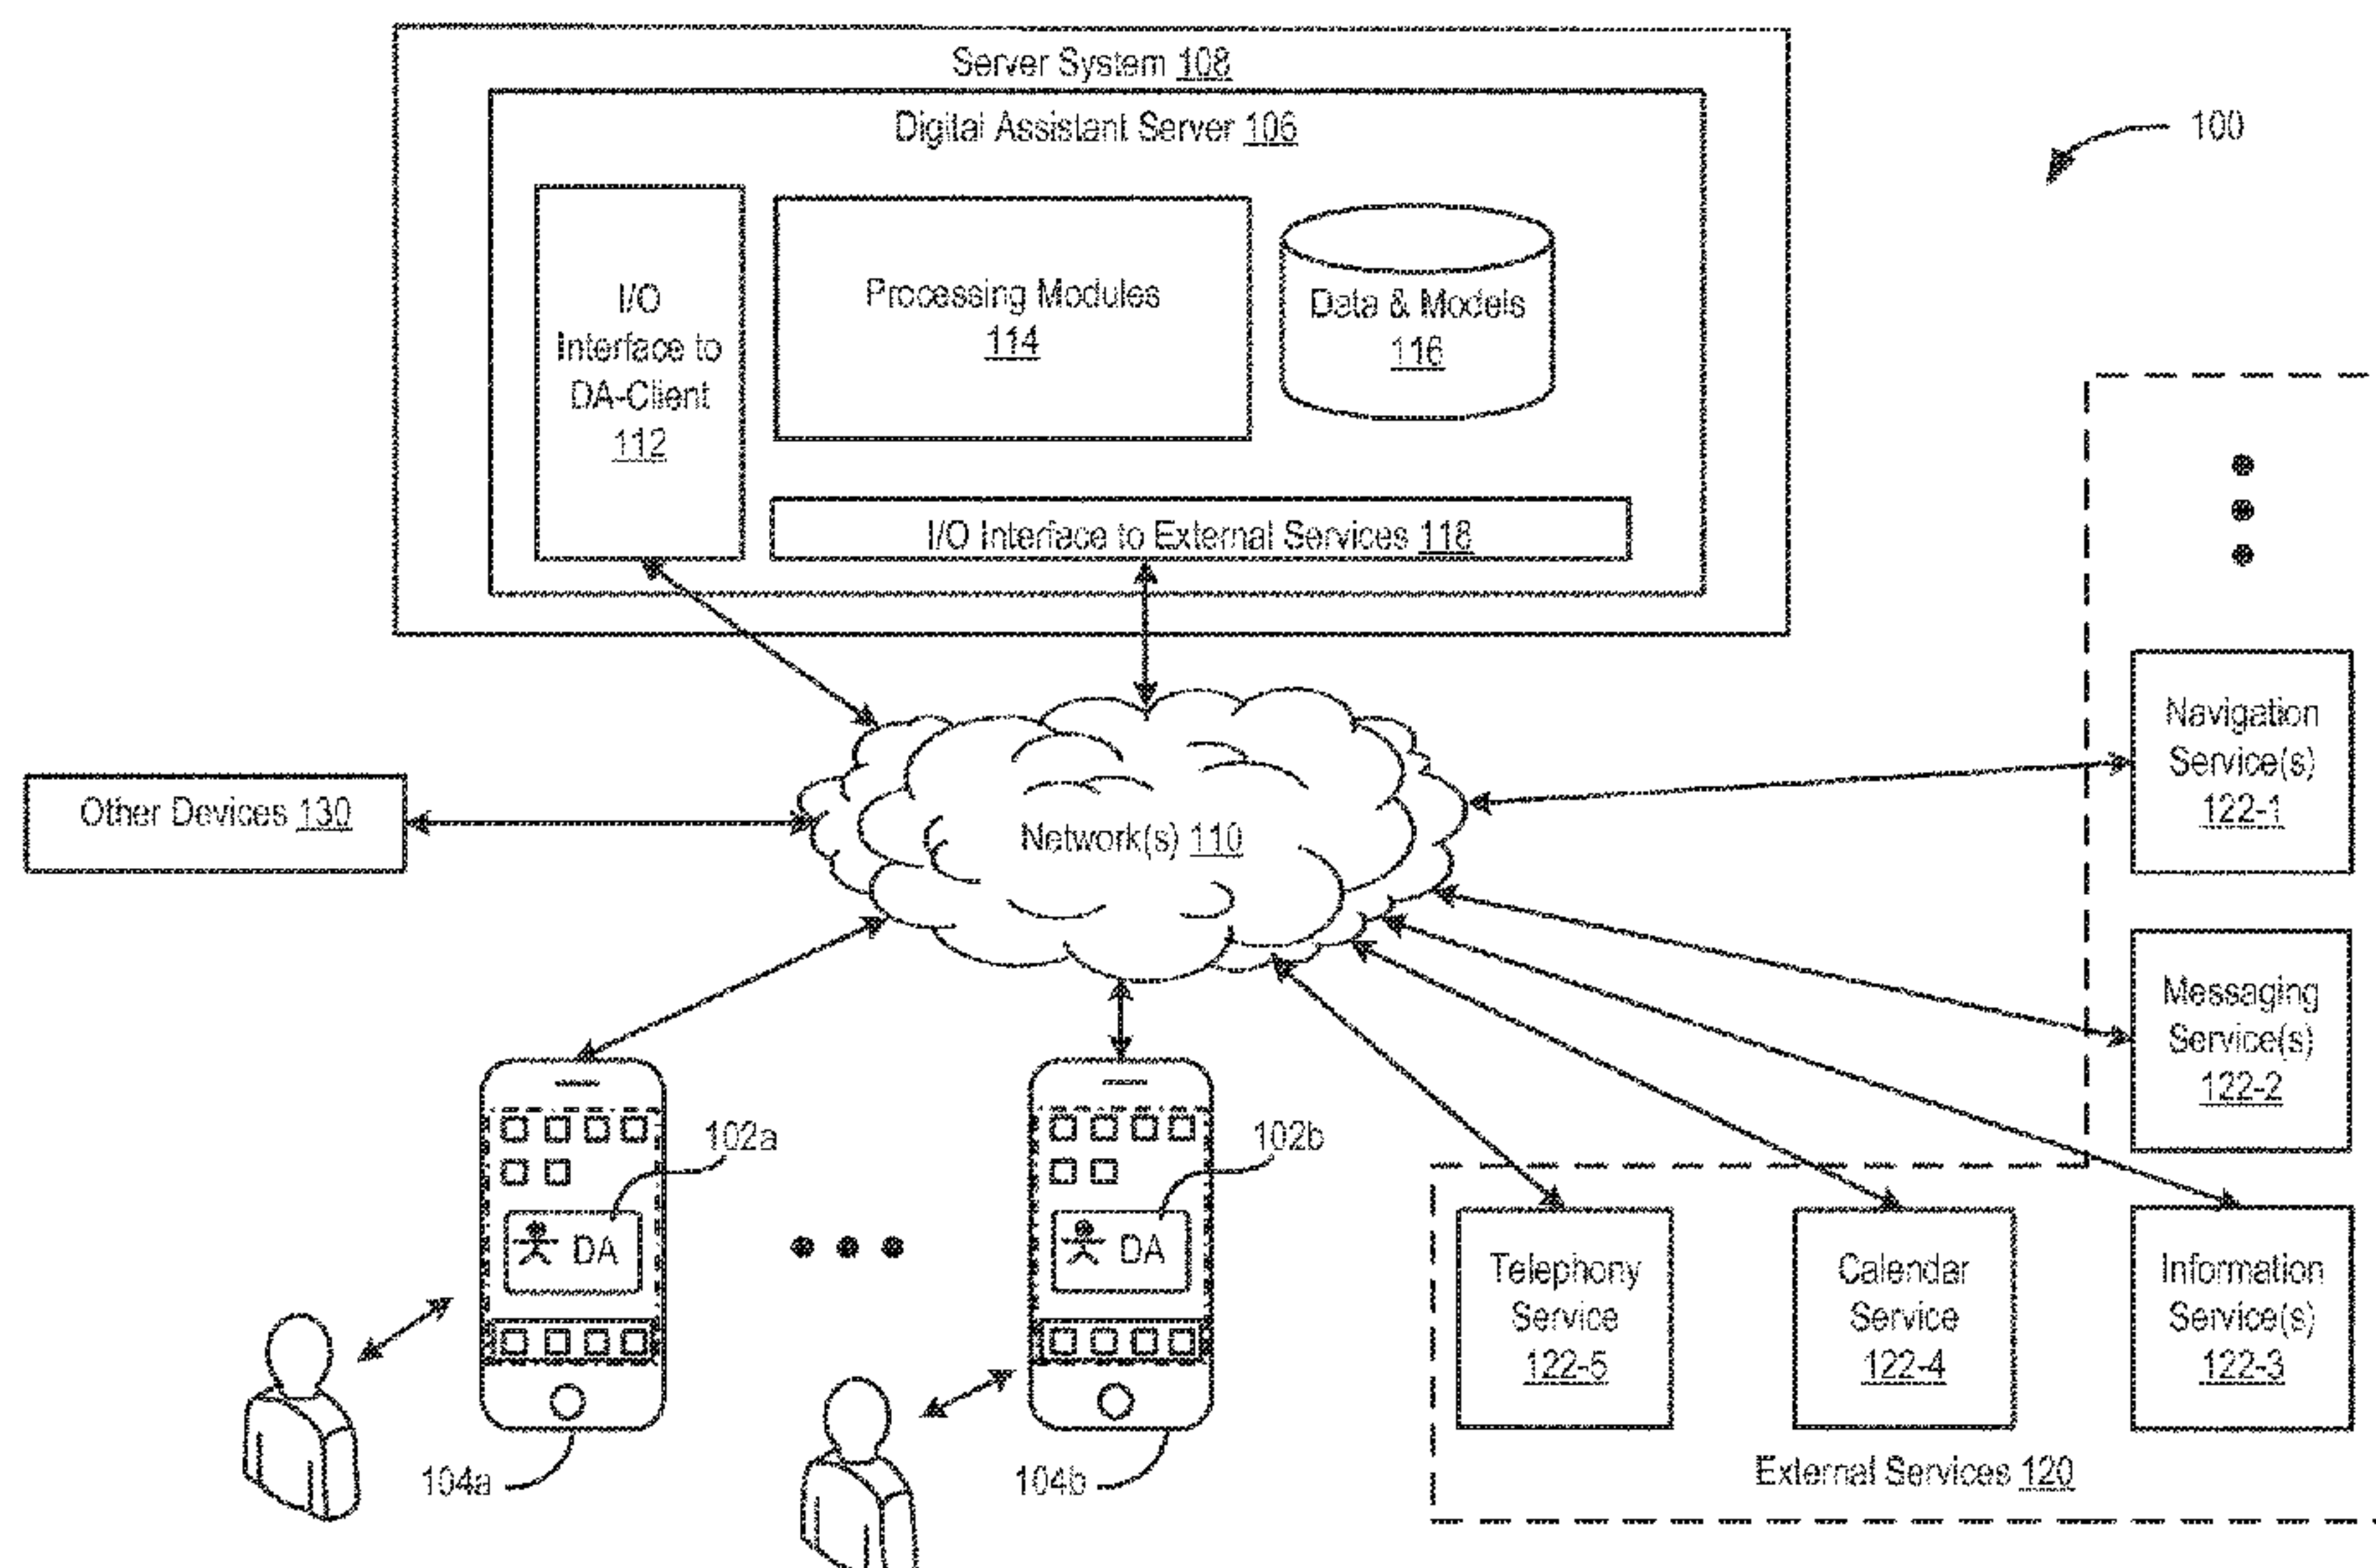 Server System 108
Digital Assistant Server 106
100
I/O
Interface to
DA-Client
112
Processing Modules
114
Data & Models
116
I/O Interface to External Services 118
Other Devices 130
Network(s) 110
Navigation
Service(s)
122-1
Messaging
Service(s)
122-2
102a
102b
DA
DA
Telephony
Service
122-5
Calendar
Service
122-4
Information
Service(s)
122-3
104a
104b
External Services 120